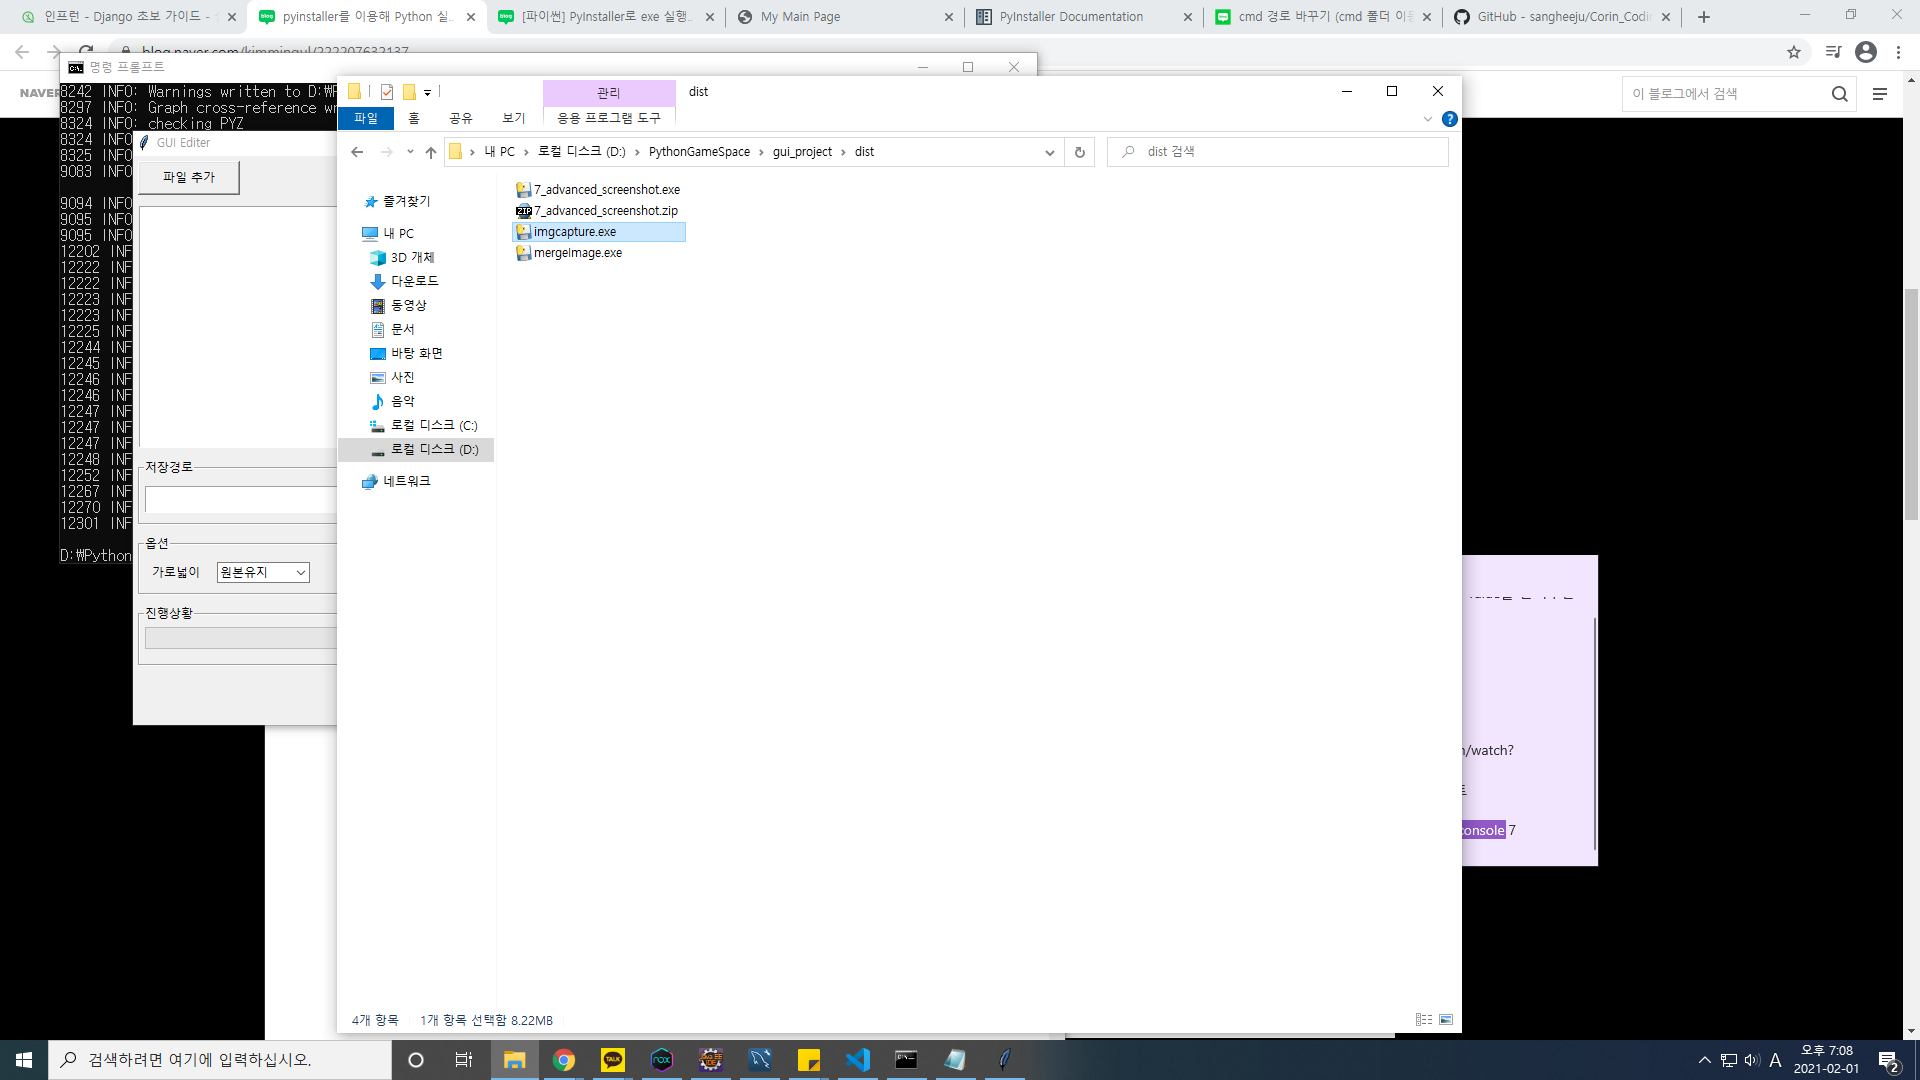 인프런 - Django 초보 가이드 -
pyinstaller를 이용해 Python 실
[파이썬] PyInstaller로 exe 실행
My Main Page
PyInstaller Documentation
cmd 경로 바꾸기 (cmd 폴더 이동
GitHub - sangheeju/Corin_Codi
blog.naver.com/kimmingul/222207632137
명령 프롬프트
NAVER
이 블로그에서 검색
8242 INFO: Warnings written to D:\P
8297 INFO: Graph cross-reference wr
8324 INFO: checking PYZ
8324 INFO
8325 INFO
9083 INFO
9094 INFO
9095 INFO
9095 INFO
12202 INF
12222 INF
12222 INF
12223 INF
12223 INF
12225 INF
12244 INF
12245 INF
12246 INF
12246 INF
12247 INF
12247 INF
12247 INF
12248 INF
12252 INF
12267 INF
12270 INF
12301 INF
D:₩Python
GUI Editer
파일 추가
저장경로
옵션
가로넓이 원본유지
진행상황
관리 dist
파일 홈 공유 보기 응용 프로그램 도구
내 PC > 로컬 디스크 (D:) > PythonGameSpace > gui_project > dist
dist 검색
즐겨찾기
내 PC
3D 개체
다운로드
동영상
문서
바탕 화면
사진
음악
로컬 디스크 (C:)
로컬 디스크 (D:)
네트워크
7_advanced_screenshot.exe
7_advanced_screenshot.zip
imgcapture.exe
mergeImage.exe
4개 항목 1개 항목 선택함 8.22MB
/watch?
트
console 7
검색하려면 여기에 입력하십시오.
TALK
nox
Java EE IDE
A
오후 7:08
2021-02-01
2